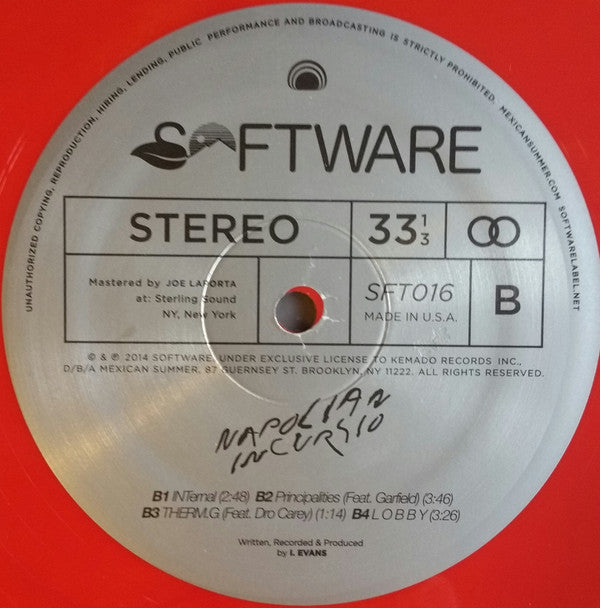 UNAUTHORIZED COPYING, REPRODUCTION, HIRING, LENDING, PUBLIC PERFORMANCE AND BROADCASTING IS STRICTLY PROHIBITED. MEXICANSUMMER.COM SOFTWARELABEL.NET
SOFTWARE
STEREO
33 1/3
Mastered by JOE LAPORTA
at: Sterling Sound
NY, New York
SFT016
MADE IN U.S.A.
B
© & ℗ 2014 SOFTWARE, UNDER EXCLUSIVE LICENSE TO KEMADO RECORDS INC.,
D/B/A MEXICAN SUMMER. 87 GUERNSEY ST. BROOKLYN, NY 11222. ALL RIGHTS RESERVED.
NAPOLIAN
INCURSIO
B1 INTernal (2:48) B2 Principalities (Feat. Garfield) (3:46)
B3 THERM.G. (Feat. Dro Carey) (1:14) B4 L O B B Y (3:26)
Written, Recorded & Produced
by I. EVANS